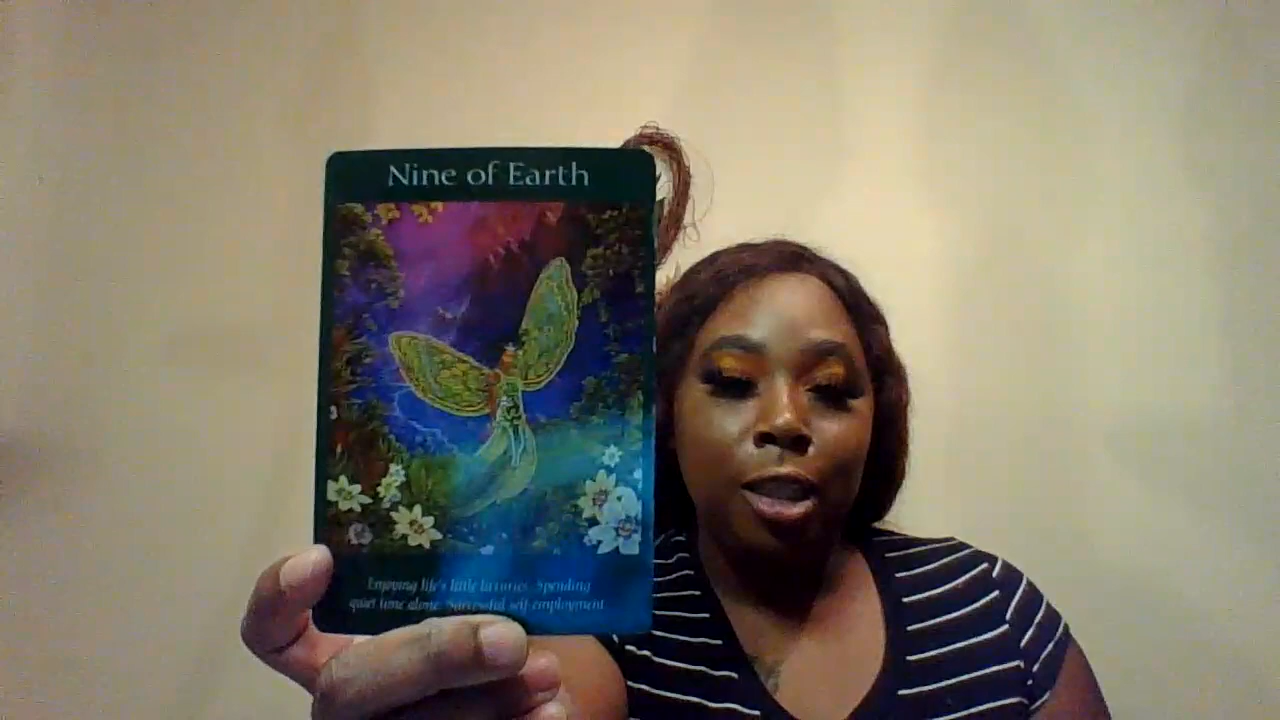 Nine of Earth
Enjoying life's little luxuries. Spending
quiet time alone. Successful self-employment.